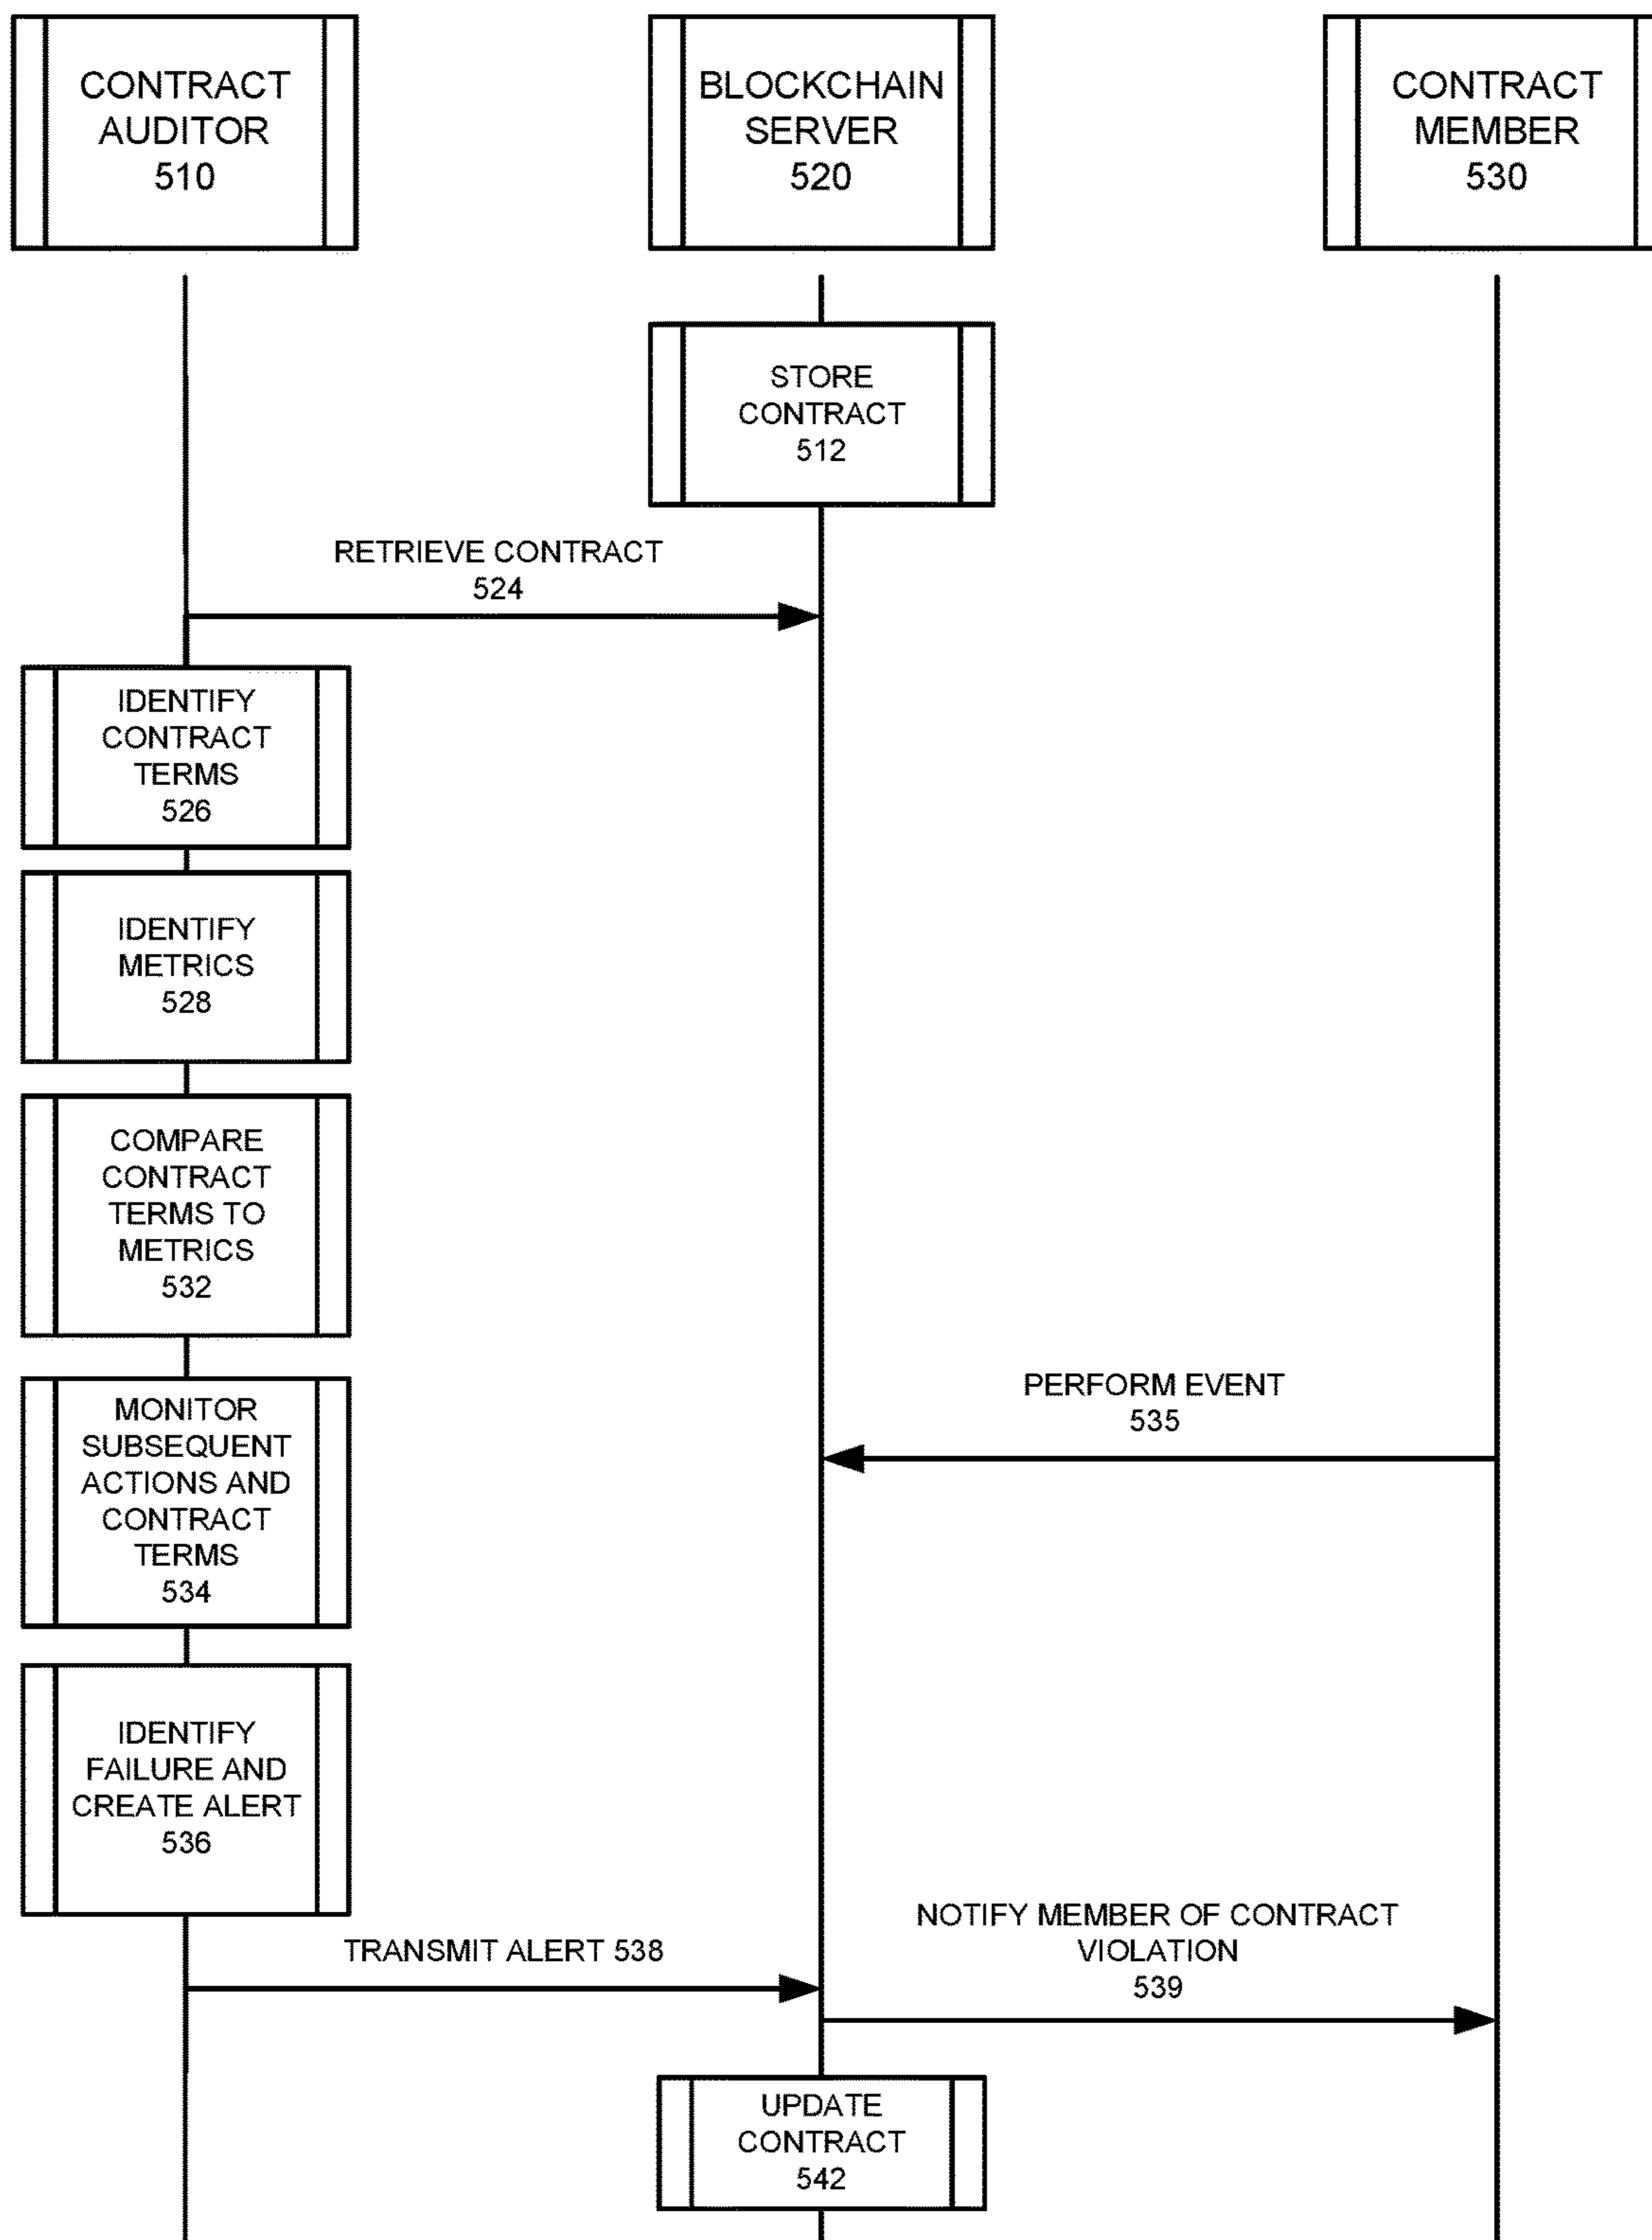 CONTRACT
AUDITOR
510
BLOCKCHAIN
SERVER
520
CONTRACT
MEMBER
530
STORE
CONTRACT
512
RETRIEVE CONTRACT
524
IDENTIFY
CONTRACT
TERMS
526
IDENTIFY
METRICS
528
COMPARE
CONTRACT
TERMS TO
METRICS
532
PERFORM EVENT
535
MONITOR
SUBSEQUENT
ACTIONS AND
CONTRACT
TERMS
534
IDENTIFY
FAILURE AND
CREATE ALERT
536
TRANSMIT ALERT 538
NOTIFY MEMBER OF CONTRACT
VIOLATION
539
UPDATE
CONTRACT
542